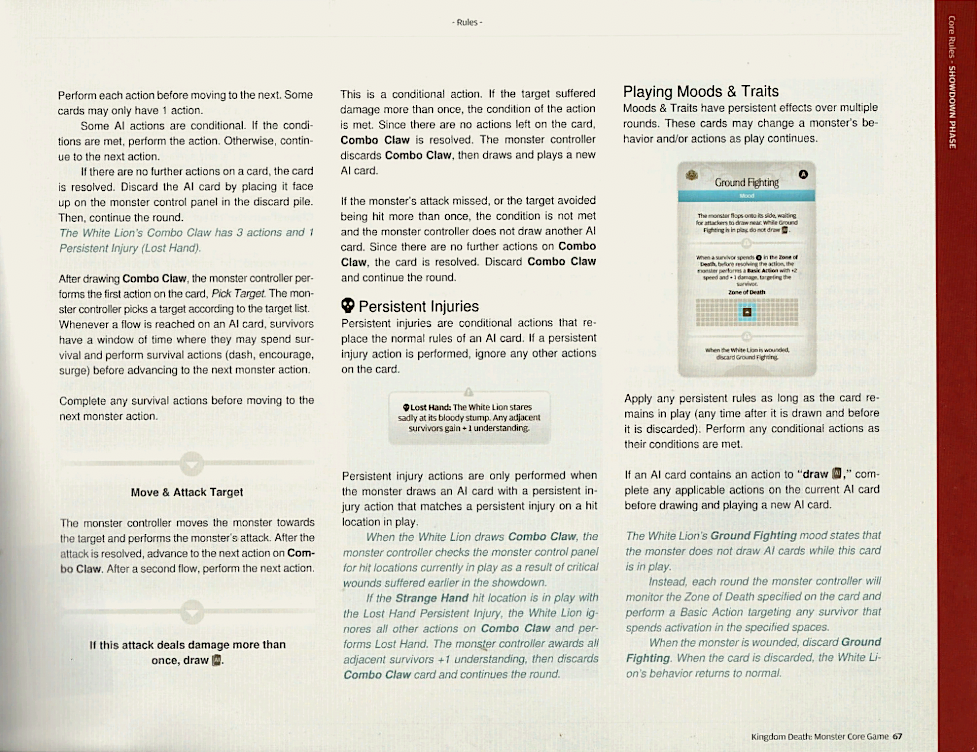 - Rules -
Core Rules - SHOWDOWN PHASE
Perform each action before moving to the next. Some
cards may only have 1 action.
Some AI actions are conditional. If the condi-
tions are met, perform the action. Otherwise, contin-
ue to the next action.
If there are no further actions on a card, the card
is resolved. Discard the AI card by placing it face
up on the monster control panel in the discard pile.
Then, continue the round.
The White Lion's Combo Claw has 3 actions and 1
Persistent Injury (Lost Hand).
After drawing Combo Claw, the monster controller per-
forms the first action on the card, Pick Target. The mon-
ster controller picks a target according to the target list.
Whenever a flow is reached on an AI card, survivors
have a window of time where they may spend sur-
vival and perform survival actions (dash, encourage,
surge) before advancing to the next monster action.
Complete any survival actions before moving to the
next monster action.
Move & Attack Target
The monster controller moves the monster towards
the target and performs the monster's attack. After the
attack is resolved, advance to the next action on Com-
bo Claw. After a second flow, perform the next action.
If this attack deals damage more than
once, draw AI.
This is a conditional action. If the target suffered
damage more than once, the condition of the action
is met. Since there are no actions left on the card,
Combo Claw is resolved. The monster controller
discards Combo Claw, then draws and plays a new
AI card.
If the monster's attack missed, or the target avoided
being hit more than once, the condition is not met
and the monster controller does not draw another AI
card. Since there are no further actions on Combo
Claw, the card is resolved. Discard Combo Claw
and continue the round.
Persistent Injuries
Persistent injuries are conditional actions that re-
place the normal rules of an AI card. If a persistent
injury action is performed, ignore any other actions
on the card.
Lost Hand: The White Lion stares
sadly at its bloody stump. Any adjacent
survivors gain +1 understanding.
Persistent injury actions are only performed when
the monster draws an AI card with a persistent in-
jury action that matches a persistent injury on a hit
location in play.
When the White Lion draws Combo Claw, the
monster controller checks the monster control panel
for hit locations currently in play as a result of critical
wounds suffered earlier in the showdown.
If the Strange Hand hit location is in play with
the Lost Hand Persistent Injury, the White Lion ig-
nores all other actions on Combo Claw and per-
forms Lost Hand. The monster controller awards all
adjacent survivors +1 understanding, then discards
Combo Claw card and continues the round.
Playing Moods & Traits
Moods & Traits have persistent effects over multiple
rounds. These cards may change a monster's be-
havior and/or actions as play continues.
A
Ground Fighting
Mood
The monster flops onto its side, waiting
for attackers to draw near. While Ground
Fighting is in play, do not draw AI.
When a survivor spends in the Zone of
Death, before resolving the action, the
monster performs a Basic Action with +2
speed and +1 damage, targeting the
survivor.
Zone of Death
When the White Lion is wounded,
discard Ground Fighting.
Apply any persistent rules as long as the card re-
mains in play (any time after it is drawn and before
it is discarded). Perform any conditional actions as
their conditions are met.
If an AI card contains an action to "draw AI," com-
plete any applicable actions on the current AI card
before drawing and playing a new AI card.
The White Lion's Ground Fighting mood states that
the monster does not draw AI cards while this card
is in play.
Instead, each round the monster controller will
monitor the Zone of Death specified on the card and
perform a Basic Action targeting any survivor that
spends activation in the specified spaces.
When the monster is wounded, discard Ground
Fighting. When the card is discarded, the White Li-
on's behavior returns to normal.
Kingdom Death: Monster Core Game 67